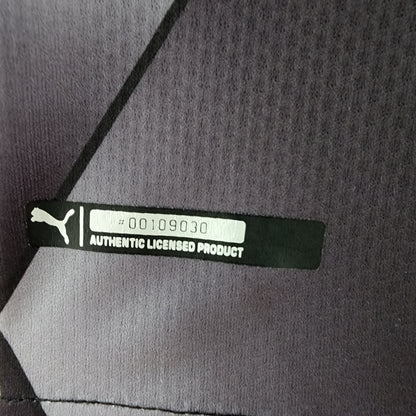 #00109030
AUTHENTIC LICENSED PRODUCT